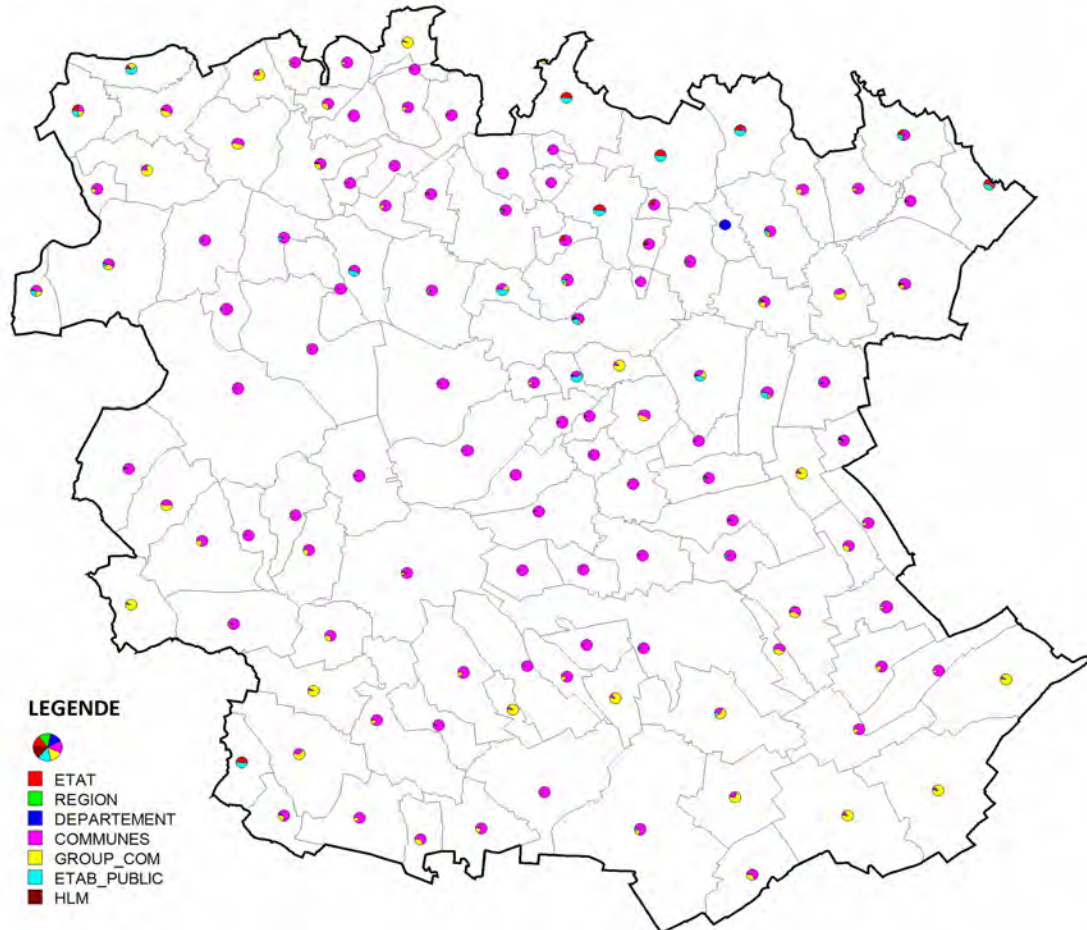 LEGENDE
ETAT
REGION
DEPARTEMENT
COMMUNES
GROUP_COM
ETAB_PUBLIC
HLM